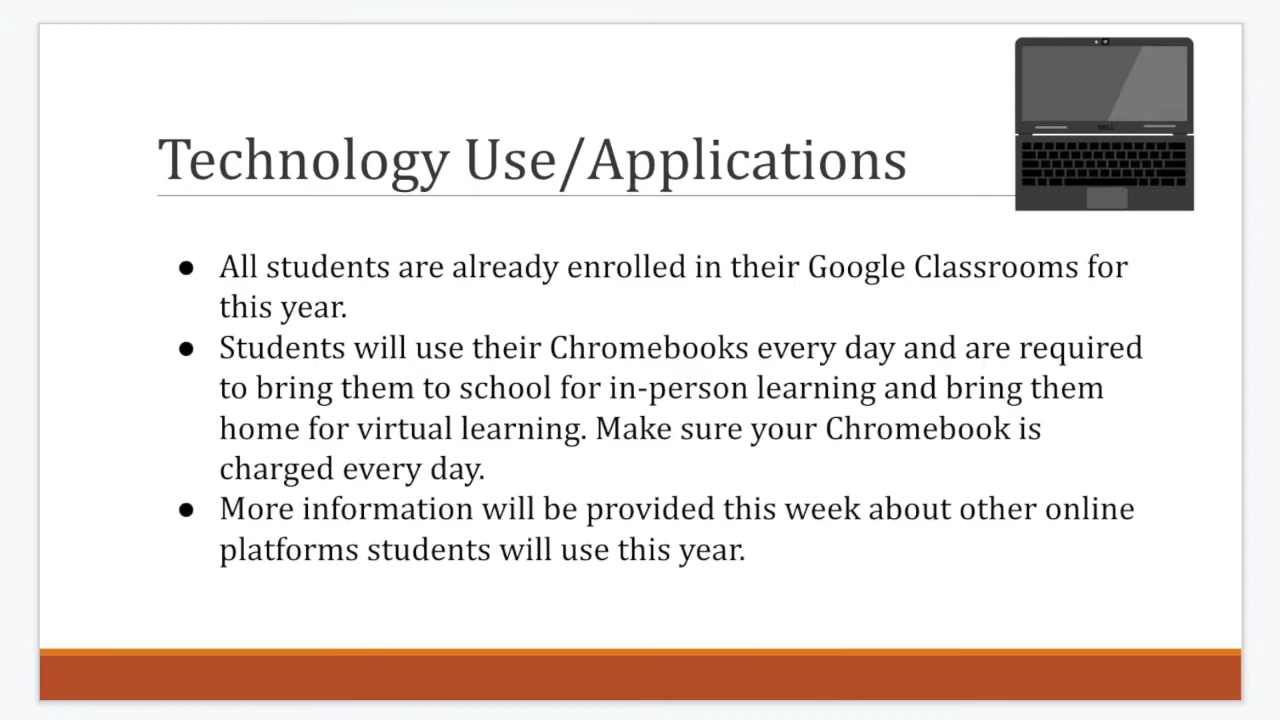 Technology Use/Applications
● All students are already enrolled in their Google Classrooms for
this year.
● Students will use their Chromebooks every day and are required
to bring them to school for in-person learning and bring them
home for virtual learning. Make sure your Chromebook is
charged every day.
● More information will be provided this week about other online
platforms students will use this year.
DELL